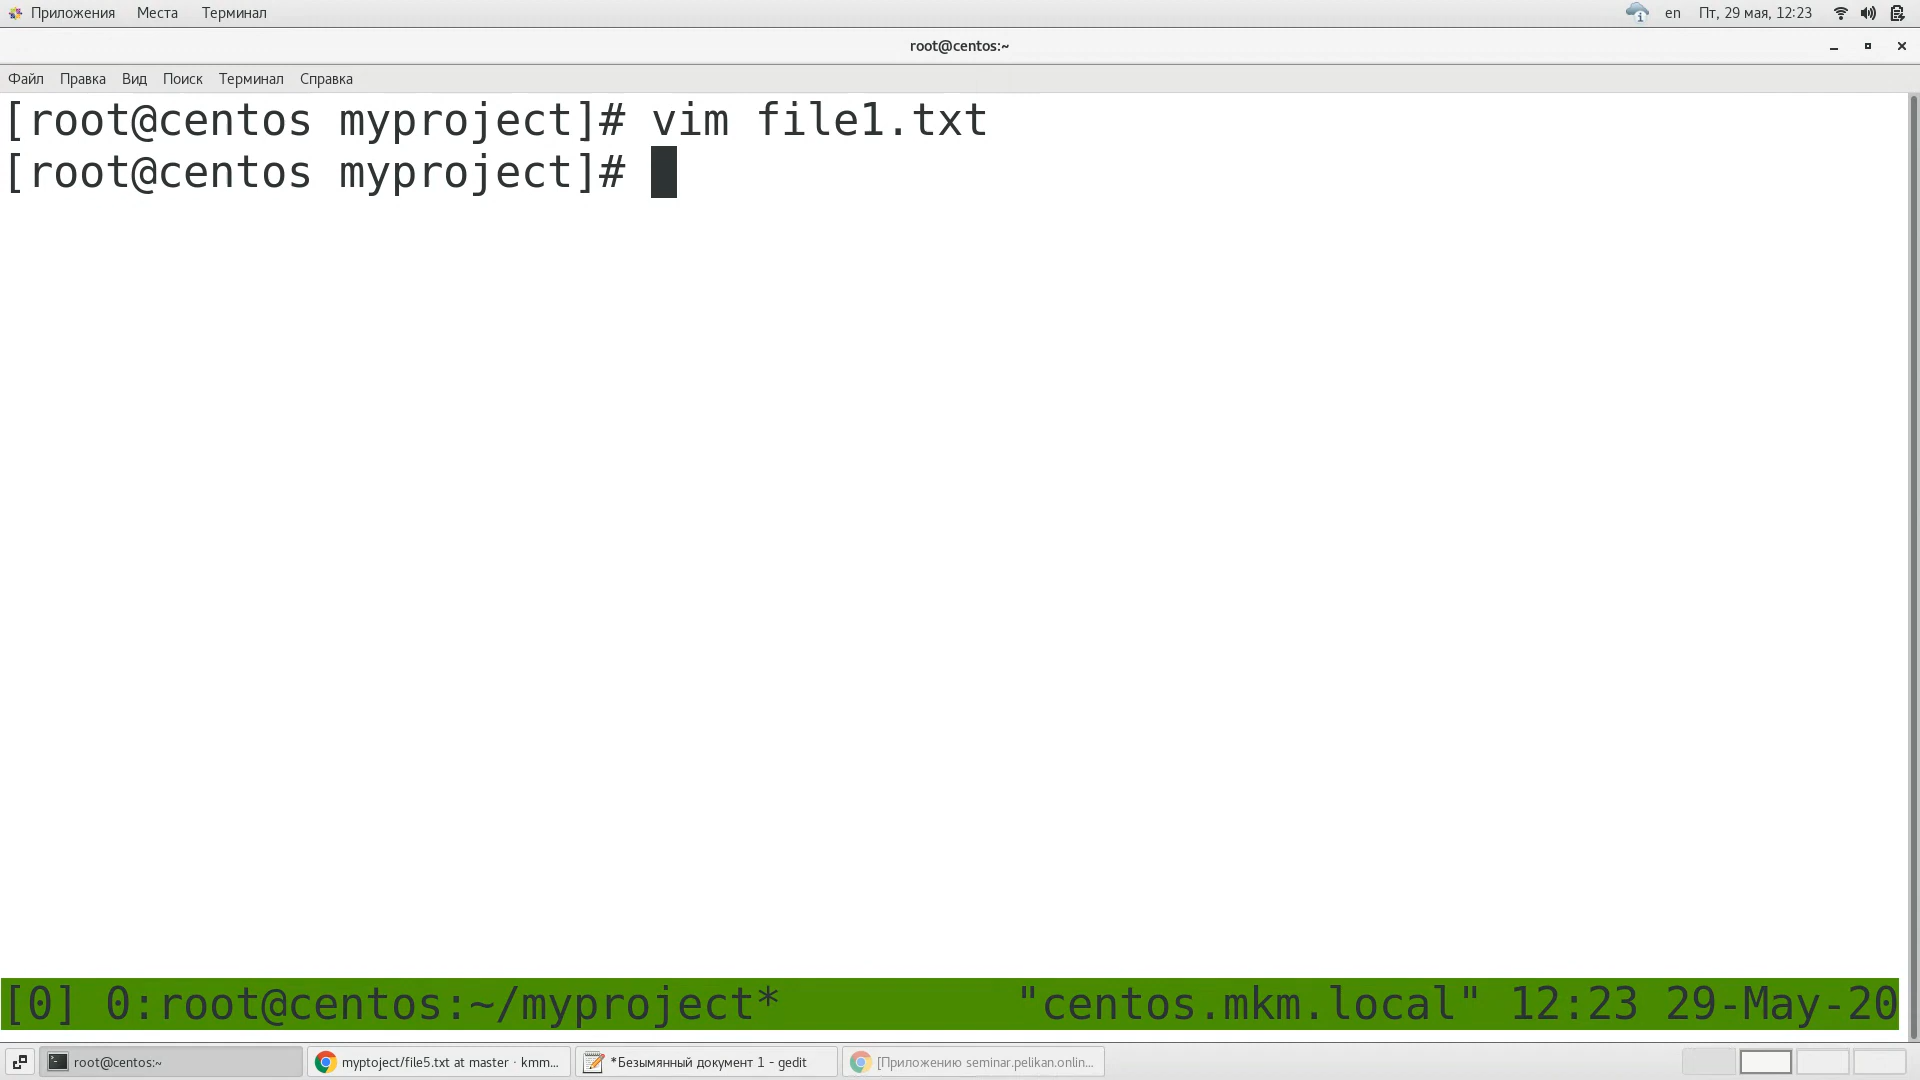 Приложения Места Терминал en Пт, 29 мая, 12:23
root@centos:~
Файл Правка Вид Поиск Терминал Справка
[root@centos myproject]# vim file1.txt
[root@centos myproject]#
[0] 0:root@centos:~/myproject* "centos.mkm.local" 12:23 29-May-20
root@centos:~ myptoject/file5.txt at master · kmm... *Безымянный документ 1 - gedit [Приложению seminar.pelikan.onlin...